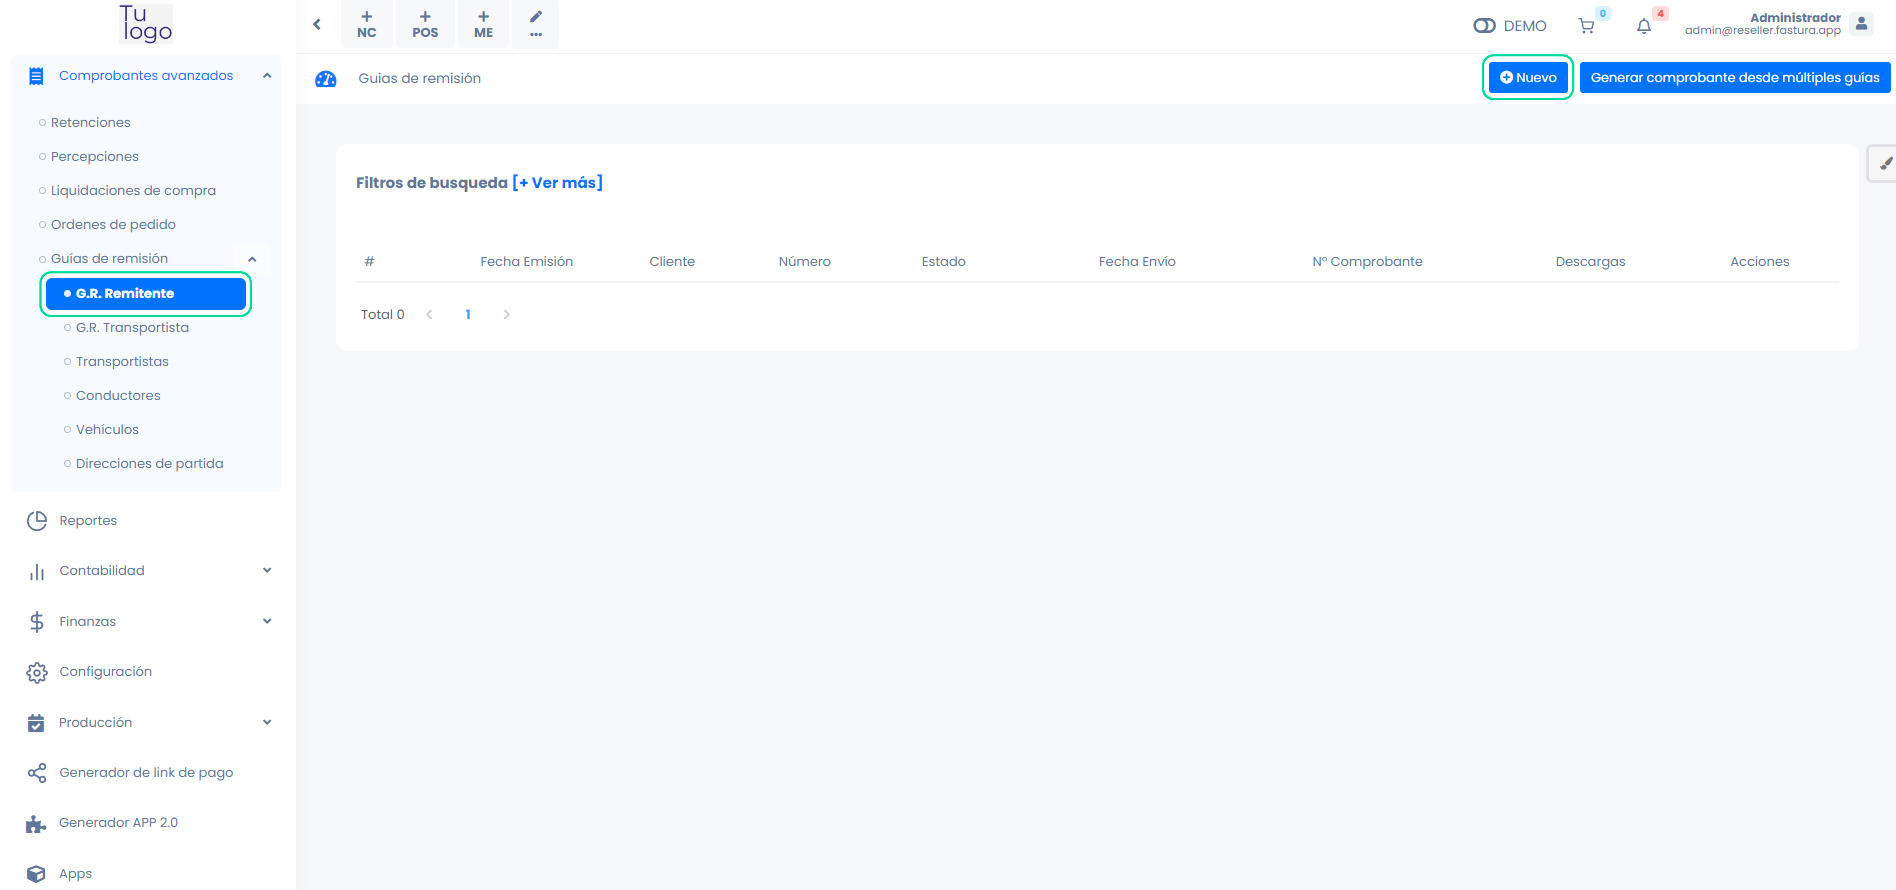 Tu
logo
Comprobantes avanzados
Retenciones
Percepciones
Liquidaciones de compra
Ordenes de pedido
Guías de remisión
G.R. Remitente
G.R. Transportista
Transportistas
Conductores
Vehículos
Direcciones de partida
Reportes
Contabilidad
Finanzas
Configuración
Producción
Generador de link de pago
Generador APP 2.0
Apps
NC POS ME ...
DEMO 0 4 Administrador
admin@reseller.fastura.app
Guias de remisión Nuevo Generar comprobante desde múltiples guías
Filtros de busqueda [+ Ver más]
# Fecha Emisión Cliente Número Estado Fecha Envío N° Comprobante Descargas Acciones
Total 0 1